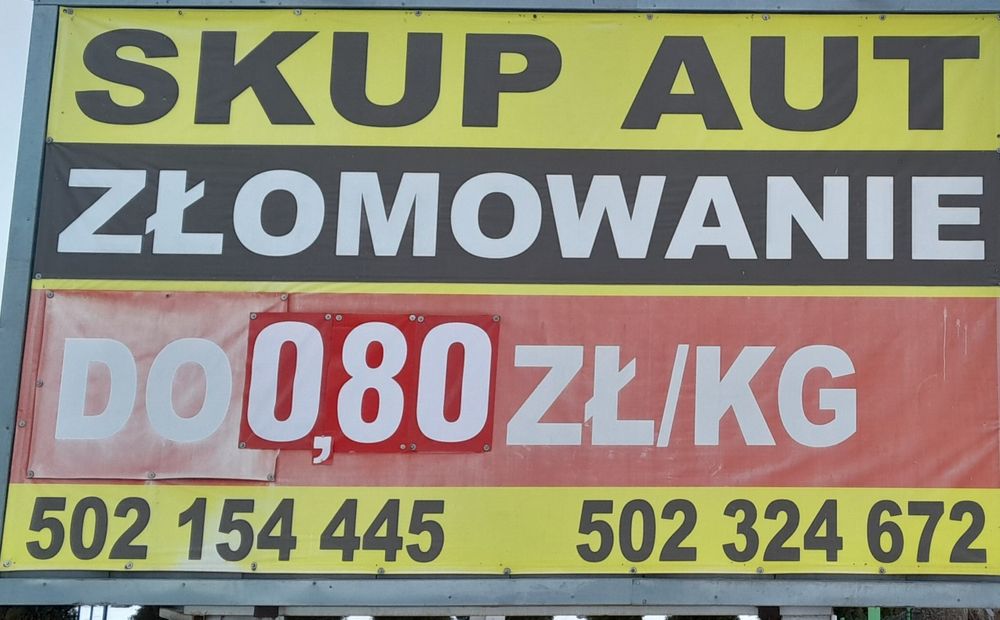 SKUP AUT
ZŁOMOWANIE
DO 0,80 ZŁ/KG
502 154 445 502 324 672